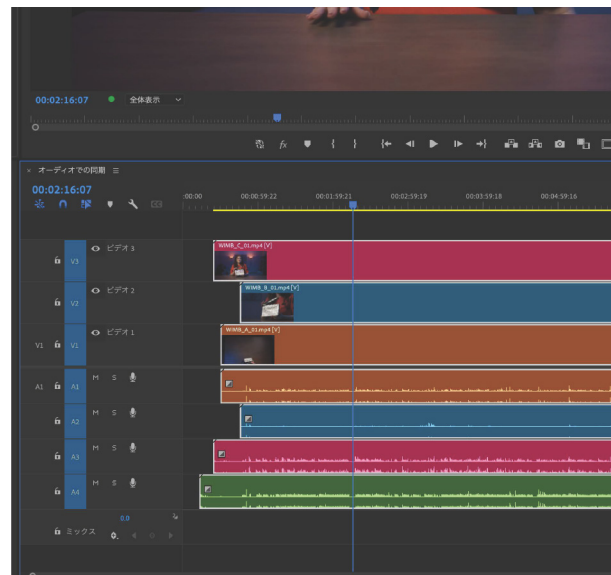 00:02:16:07 全体表示
× オーディオでの同期
00:02:16:07
:00:00 00:00:59:22 00:01:59:21 00:02:59:19 00:03:59:18 00:04:59:16
V3 ビデオ 3 WIMB_C_01.mp4 [V]
V2 ビデオ 2 WIMB_B_01.mp4 [V]
V1 V1 ビデオ 1 WIMB_A_01.mp4 [V]
A1 A1 M S
A2 M S
A3 M S
A4 M S
0.0
ミックス